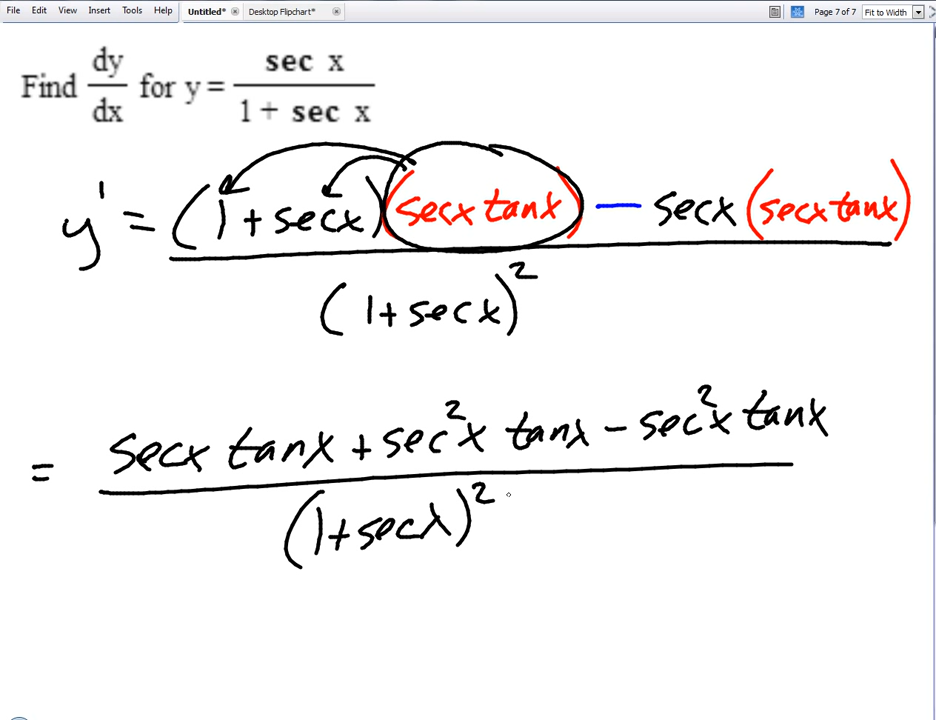 File Edit View Insert Tools Help Untitled* Desktop Flipchart* Page 7 of 7 Fit to Width
Find dy/dx for y = sec x / 1 + sec x
y' = (1 + secx)(secx tanx) − secx (secx tanx)
(1 + secx)²
= secx tanx + sec²x tanx − sec²x tanx
(1 + secx)²